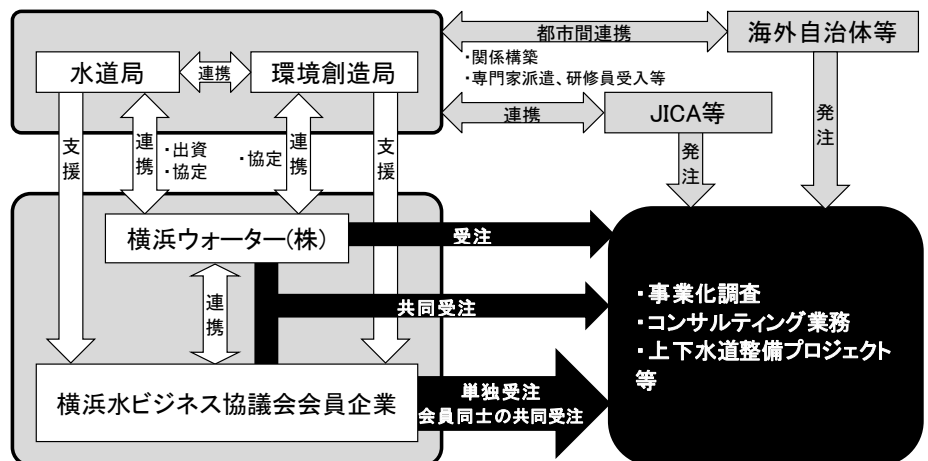 都市間連携
海外自治体等
・関係構築
・専門家派遣、研修員受入等
水道局
連携
環境創造局
連携
JICA等
発注
発注
支援
連携
・出資
・協定
・協定
連携
支援
横浜ウォーター(株)
受注
連携
共同受注
・事業化調査
・コンサルティング業務
・上下水道整備プロジェクト
等
横浜水ビジネス協議会会員企業
単独受注
会員同士の共同受注